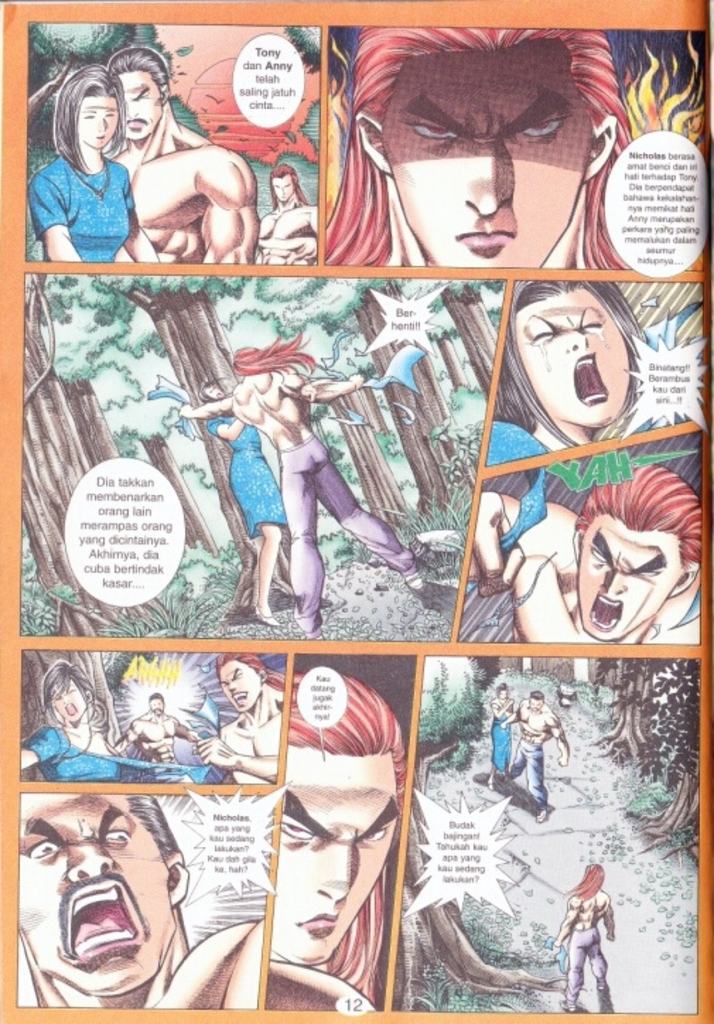 Tony
dan Anny
telah
saling jatuh
cinta....
Nicholas berasa
amat benci dan iri
hati terhadap Tony.
Dia berpendapat
bahawa kekalahan-
nya memikat hati
Anny merupakan
perkara yang paling
memalukan dalam
seumur
hidupnya....
Ber-
henti!!
Dia takkan
membenarkan
orang lain
merampas orang
yang dicintainya.
Akhirnya, dia
cuba bertindak
kasar....
Binatang!!
Berambus
kau dari
sini...!!
YAH
ARHHH
Kau
datang
jugak
akhir-
nya!
Nicholas,
apa yang
kau sedang
lakukan?
Kau dah gila
ke, hah?
Budak
bajingan!
Tahukah kau
apa yang
kau sedang
lakukan?
12